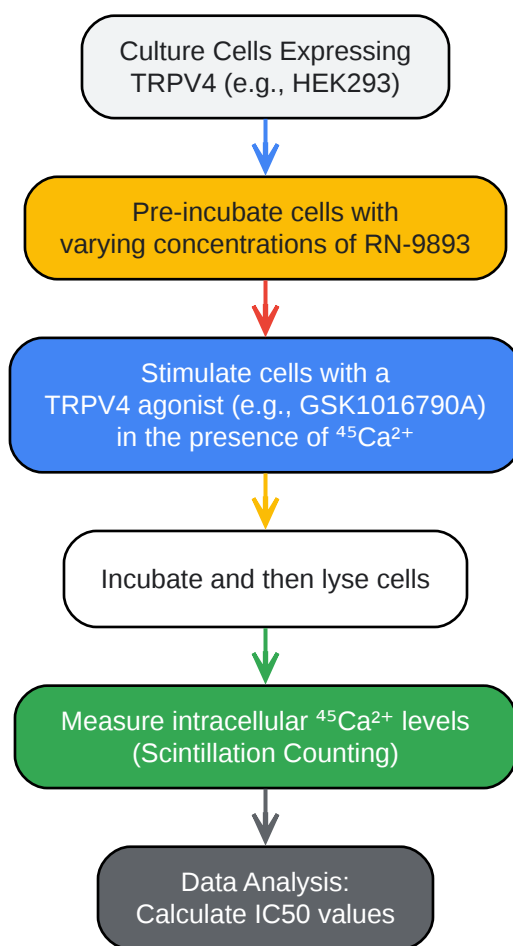 Culture Cells Expressing
TRPV4 (e.g., HEK293)
Pre-incubate cells with
varying concentrations of RN-9893
Stimulate cells with a
TRPV4 agonist (e.g., GSK1016790A)
in the presence of ⁴⁵Ca²⁺
Incubate and then lyse cells
Measure intracellular ⁴⁵Ca²⁺ levels
(Scintillation Counting)
Data Analysis:
Calculate IC50 values